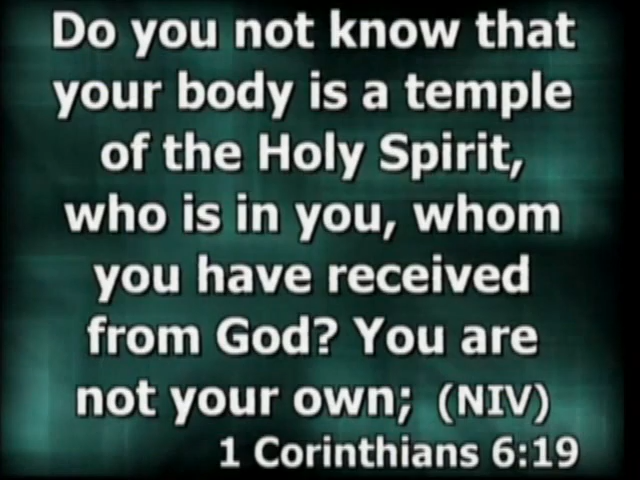 Do you not know that
your body is a temple
of the Holy Spirit,
who is in you, whom
you have received
from God? You are
not your own; (NIV)
1 Corinthians 6:19